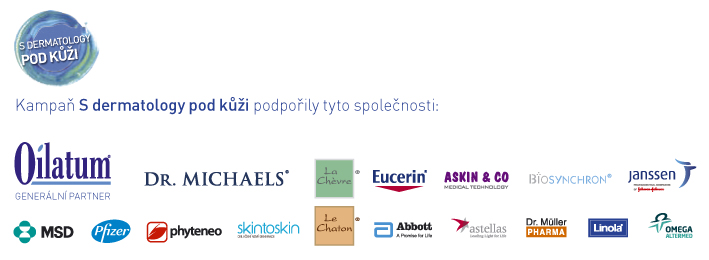 S DERMATOLOGY
POD KŮŽI
Kampaň S dermatology pod kůži podpořily tyto společnosti:
Oilatum®
GENERÁLNÍ PARTNER
DR. MICHAELS®
La
Chèvre
®
Eucerin®
ASKIN & CO
MEDICAL TECHNOLOGY
BIOSYNCHRON®
janssen
MSD
Pfizer
phyteneo
skintoskin
Le
Chaton
®
Abbott
A Promise for Life
astellas
Leading Light for Life
Dr. Müller
PHARMA
Linola®
OMEGA
ALTERMED